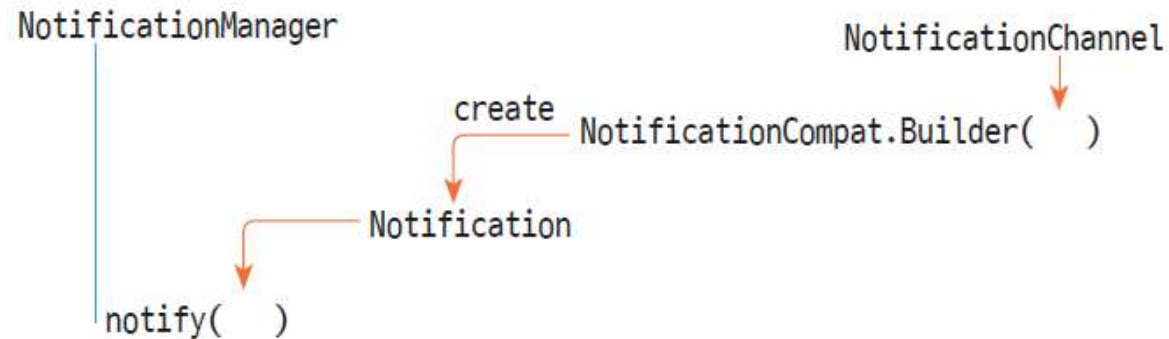 NotificationManager
NotificationChannel
create
NotificationCompat.Builder( )
Notification
notify( )